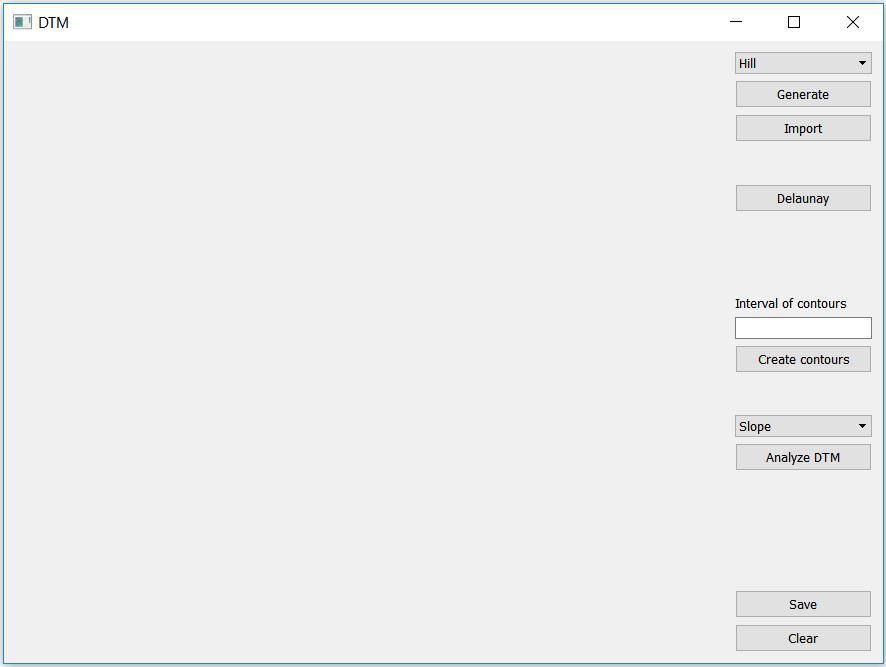 DTM
Hill
Generate
Import
Delaunay
Interval of contours
Create contours
Slope
Analyze DTM
Save
Clear